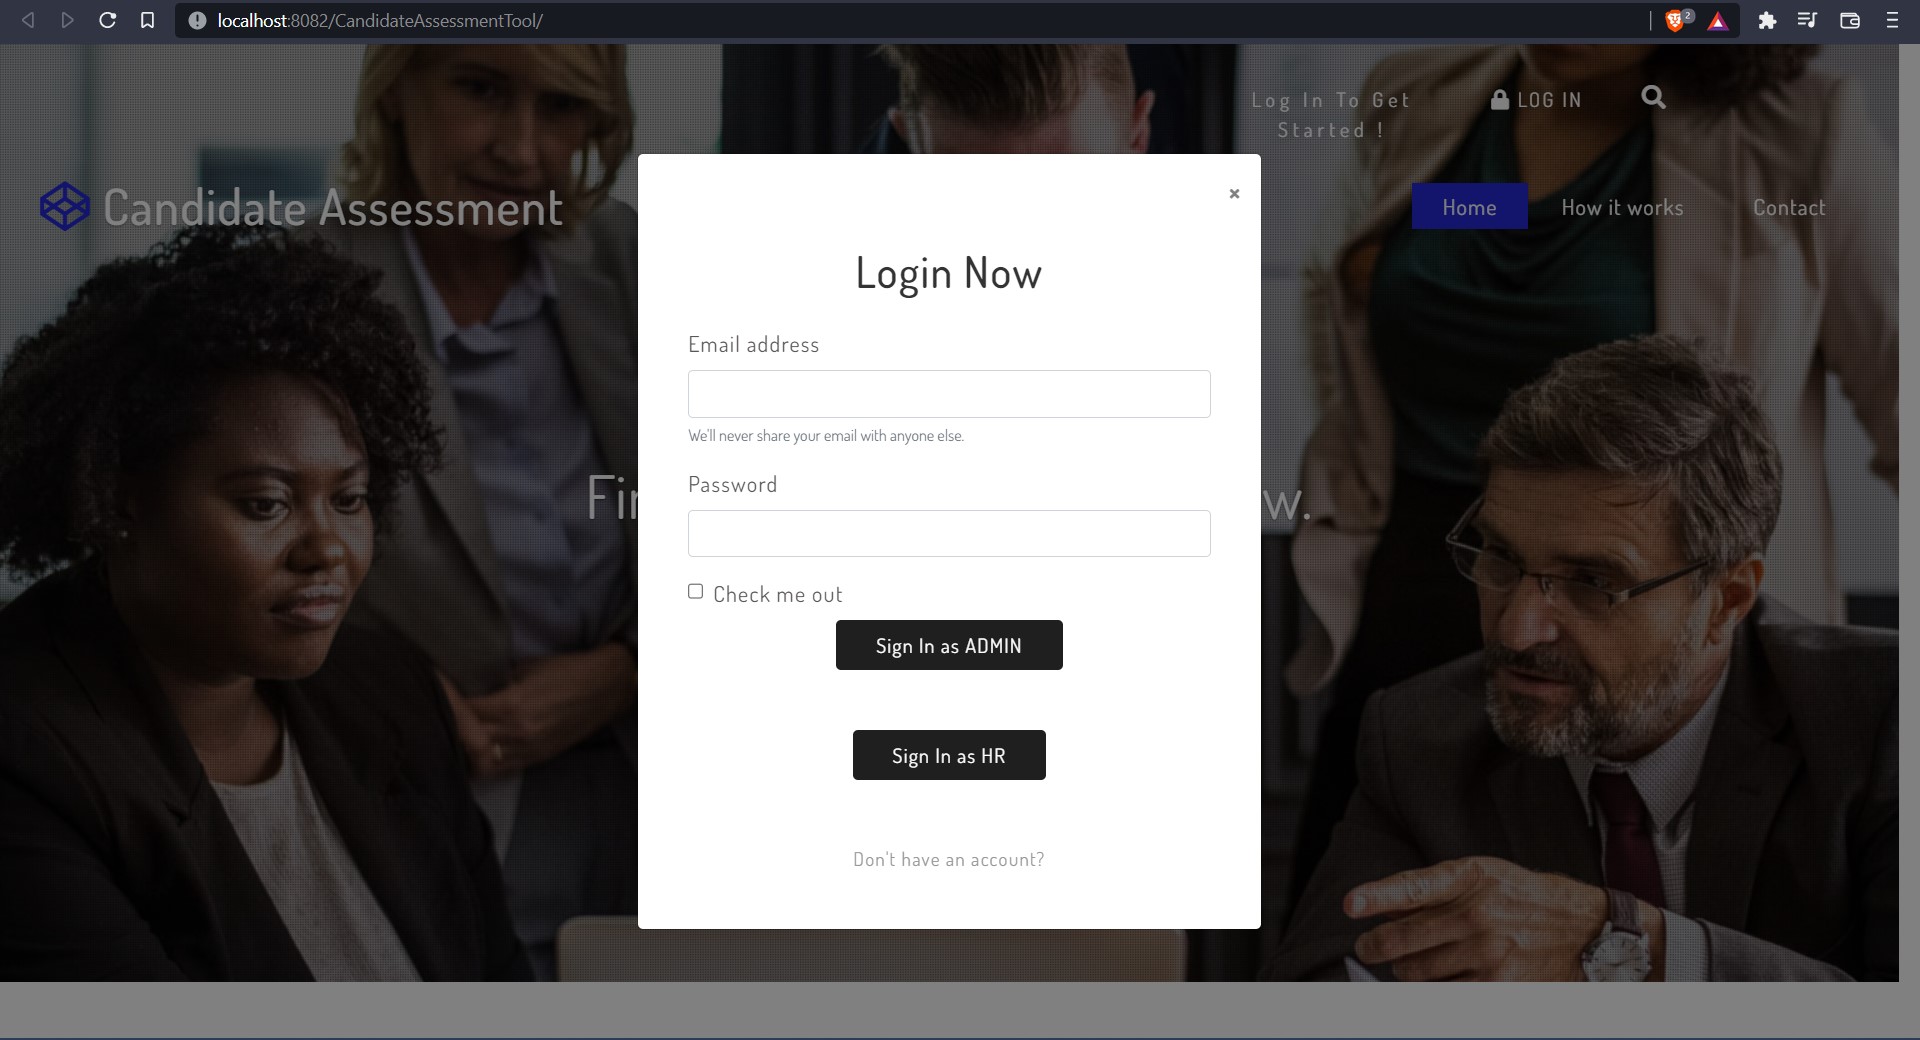 localhost:8082/CandidateAssessmentTool/
2
Log In To Get
Started !
LOG IN
Candidate Assessment
Home
How it works
Contact
×
Login Now
Email address
We'll never share your email with anyone else.
Password
Check me out
Sign In as ADMIN
Sign In as HR
Don't have an account?